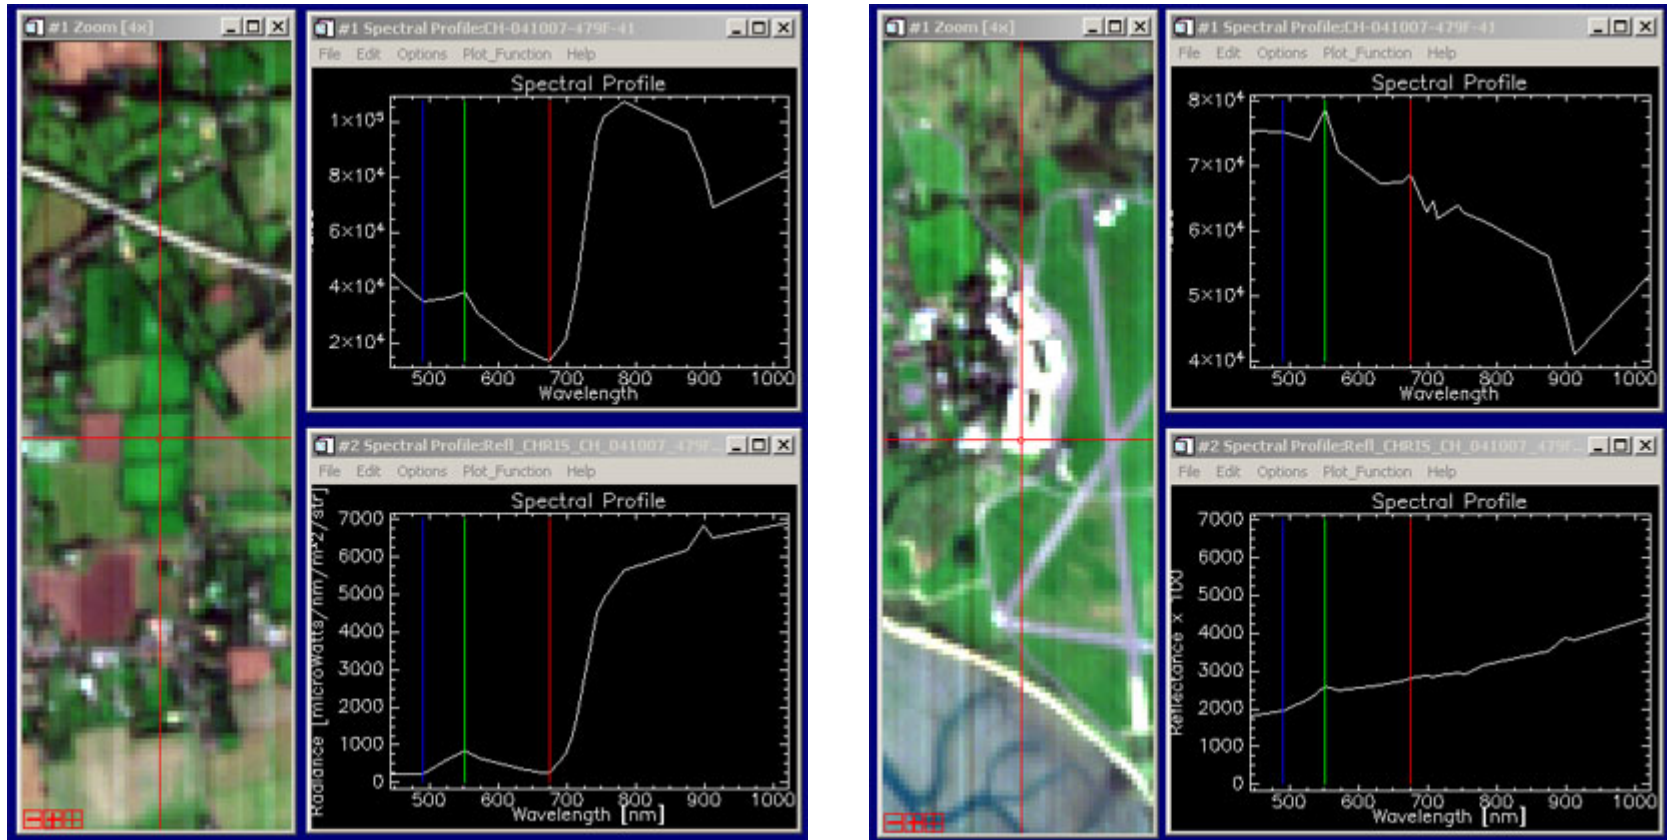 #1 Zoom [4x]
#1 Spectral Profile:CH-041007-479F-41
File Edit Options Plot_Function Help
Spectral Profile
1×10⁵
8×10⁴
6×10⁴
4×10⁴
2×10⁴
500 600 700 800 900 1000
Wavelength
#2 Spectral Profile:Refl_CHRIS_CH_041007_479F...
File Edit Options Plot_Function Help
Spectral Profile
Radiance [microWatts/nm/m^2/str]
7000
6000
5000
4000
3000
2000
1000
0
500 600 700 800 900 1000
Wavelength [nm]
#1 Zoom [4x]
#1 Spectral Profile:CH-041007-479F-41
File Edit Options Plot_Function Help
Spectral Profile
8×10⁴
7×10⁴
6×10⁴
5×10⁴
4×10⁴
500 600 700 800 900 1000
Wavelength
#2 Spectral Profile:Refl_CHRIS_CH_041007_479F...
File Edit Options Plot_Function Help
Spectral Profile
Reflectance x 100
7000
6000
5000
4000
3000
2000
1000
0
500 600 700 800 900 1000
Wavelength [nm]